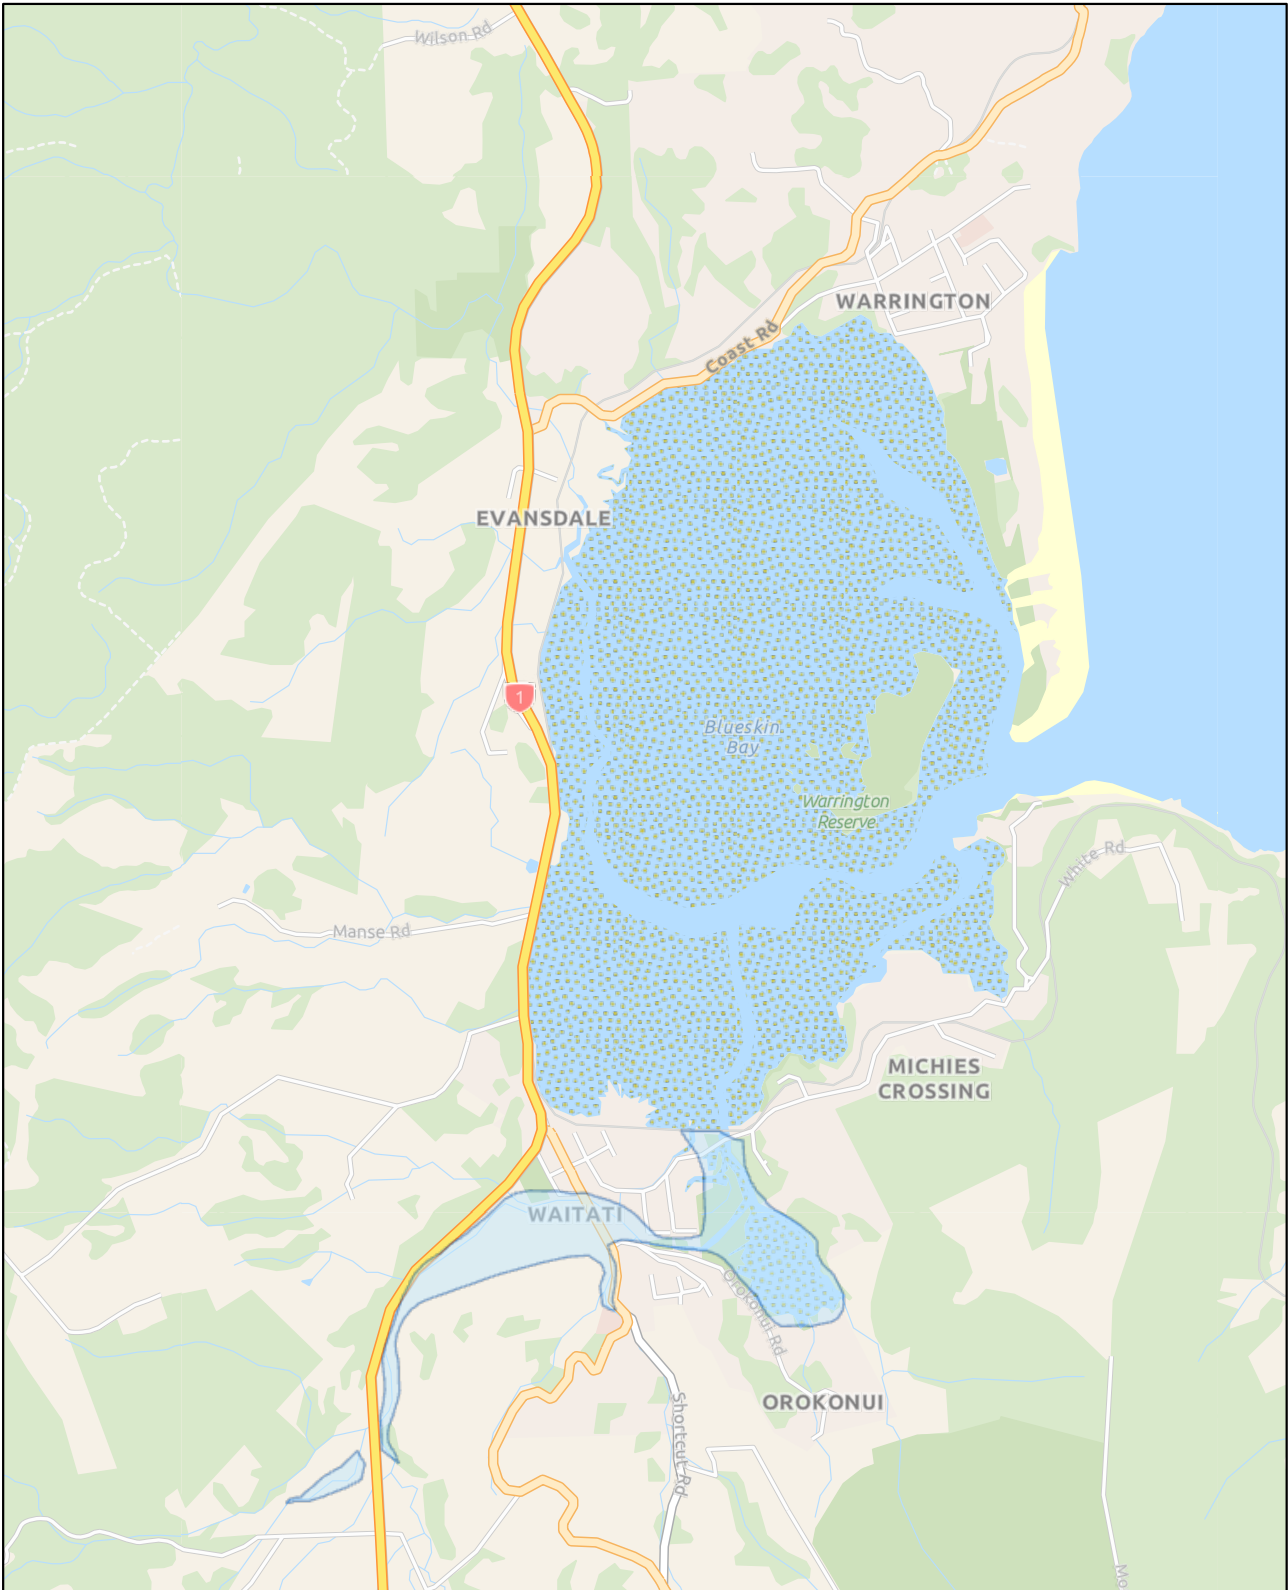 Wilson Rd
WARRINGTON
Coast Rd
EVANSDALE
1
Blueskin
Bay
Warrington
Reserve
White Rd
Manse Rd
MICHIES
CROSSING
WAITATI
Orokonui Rd
OROKONUI
Shortcut Rd
Mo